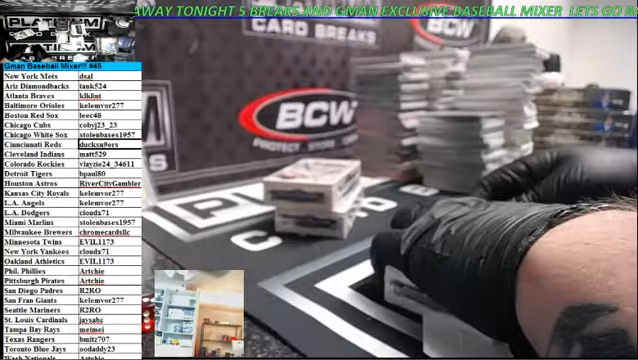 WAY TONIGHT 5 BREAKS AND GMAN EXCLUSIVE BASEBALL MIXER LETS GO
PLATINUM
CARD BREAKS
BCW
Gman Baseball Mixer!!! #45
New York Mets dsal
Ariz Diamondbacks tank524
Atlanta Braves klklint
Baltimore Orioles kelemvor277
Boston Red Sox leec48
Chicago Cubs cobyj23_23
Chicago White Sox stolenbases1957
Cincinncti Reds ducksn9ers
Cleveland Indians matt529
Colorado Rockies vlayzie24_34611
Detroit Tigers bpaul80
Houston Astros RiverCityGambler
Kansas City Royals kelemvor277
L.A. Angels kelemvor277
L.A. Dodgers cloudx71
Miami Marlins stolenbases1957
Milwaukee Brewers chromecardsllc
Minnesota Twins EVIL1173
New York Yankees cloudx71
Oakland Athletics EVIL1173
Phil. Phillies Artchie
Pittsburgh Pirates Artchie
San Diego Padres R2RO
San Fran Giants kelemvor277
Seattle Mariners R2RO
St. Louis Cardinals jaysabz
Tampa Bay Rays meimei
Texas Rangers bmitz707
Toronto Blue Jays oodaddy23
Wash Nationals Artchie